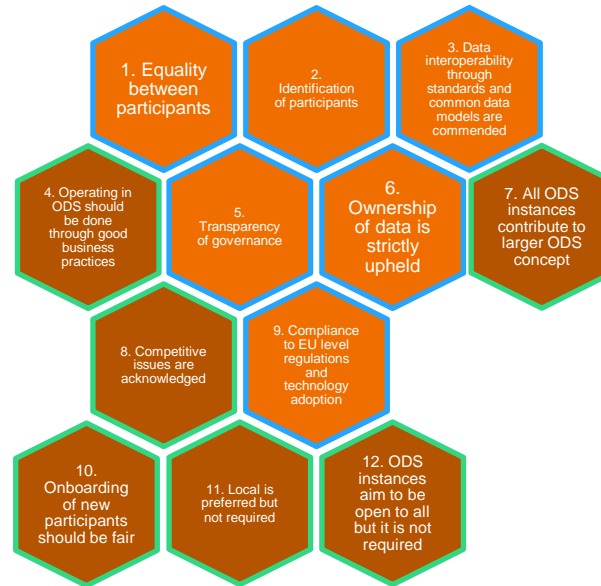 1. Equality
between
participants
2.
Identification
of participants
3. Data
interoperability
through
standards and
common data
models are
commended
4. Operating in
ODS should
be done
through good
business
practices
5.
Transparency
of governance
6.
Ownership
of data is
strictly
upheld
7. All ODS
instances
contribute to
larger ODS
concept
8. Competitive
issues are
acknowledged
9. Compliance
to EU level
regulations
and
technology
adoption
10.
Onboarding
of new
participants
should be fair
11. Local is
preferred but
not required
12. ODS
instances
aim to be
open to all
but it is not
required